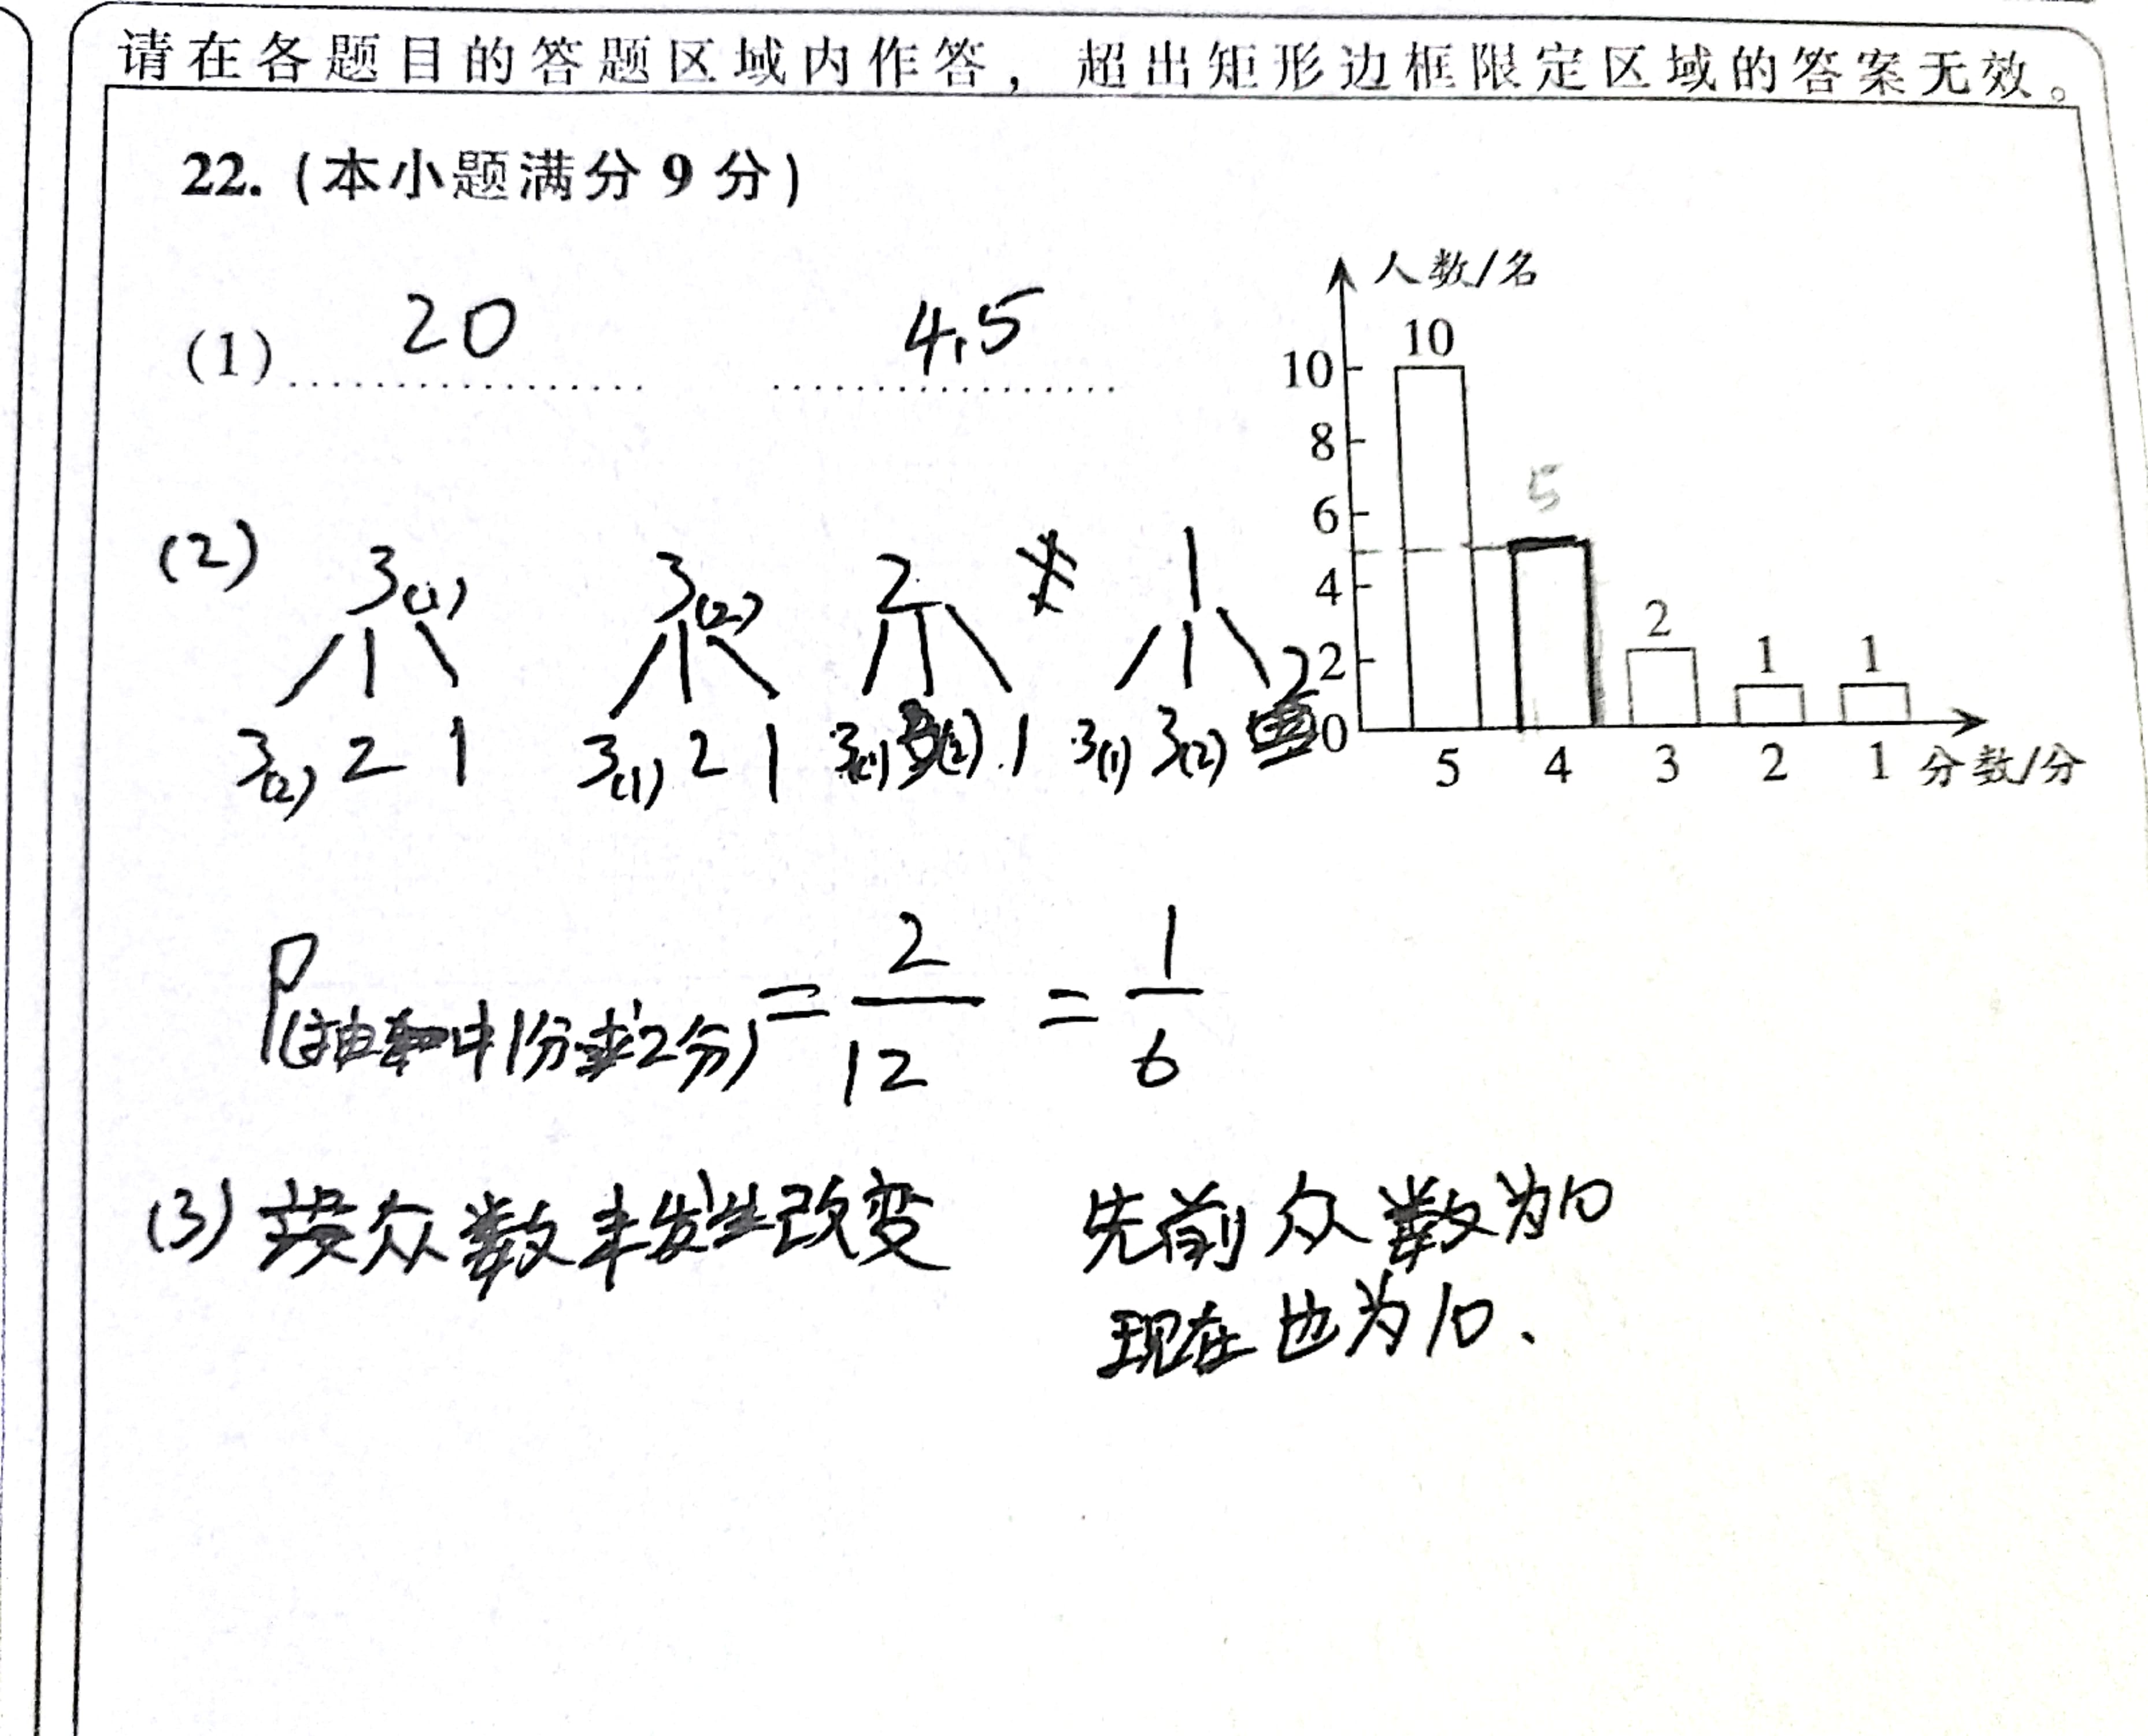 请在各题目的答题区域内作答，超出矩形边框限定区域的答案无效。
22. (本小题满分 9 分)
(1) 20 4.5
人数/名
10
10
8
5
6
4
2
2
1
1
0
5 4 3 2 1 分数/分
(2) 3(1) 3(2) 2 1
3(2) 2 1 3(1) 2 1 3(1) 3(2) 1 3(1) 3(2) 2
P(抽中1分 2分) = 2/12 = 1/6
(3) 众数未发生改变 先前众数为10
现在也为10.